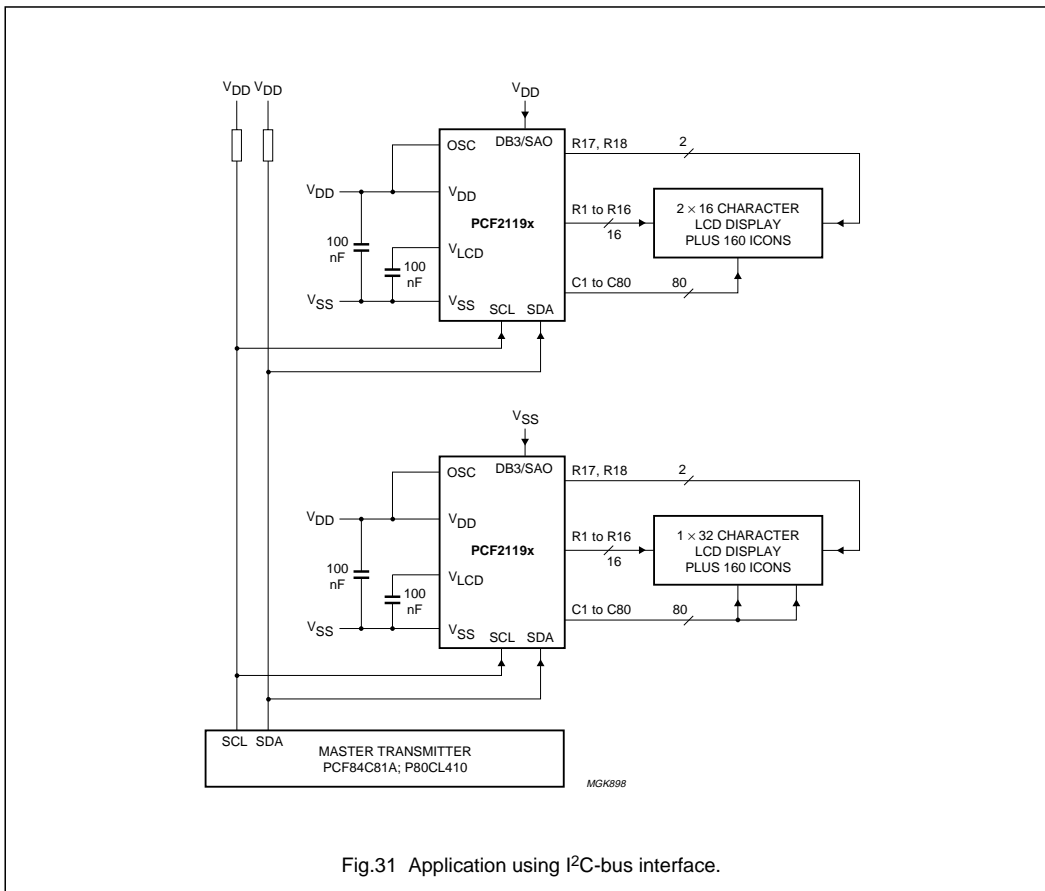 VDD VDD
VDD
DB3/SAO
OSC
R17, R18 2
VDD
VDD
PCF2119x
R1 to R16
16
2 × 16 CHARACTER
LCD DISPLAY
PLUS 160 ICONS
100
nF
VLCD
100
nF
C1 to C80 80
VSS
VSS
SCL SDA
VSS
DB3/SAO
OSC
R17, R18 2
VDD
VDD
PCF2119x
R1 to R16
16
1 × 32 CHARACTER
LCD DISPLAY
PLUS 160 ICONS
100
nF
VLCD
100
nF
C1 to C80 80
VSS
VSS
SCL SDA
SCL SDA
MASTER TRANSMITTER
PCF84C81A; P80CL410
MGK898
Fig.31 Application using I²C-bus interface.